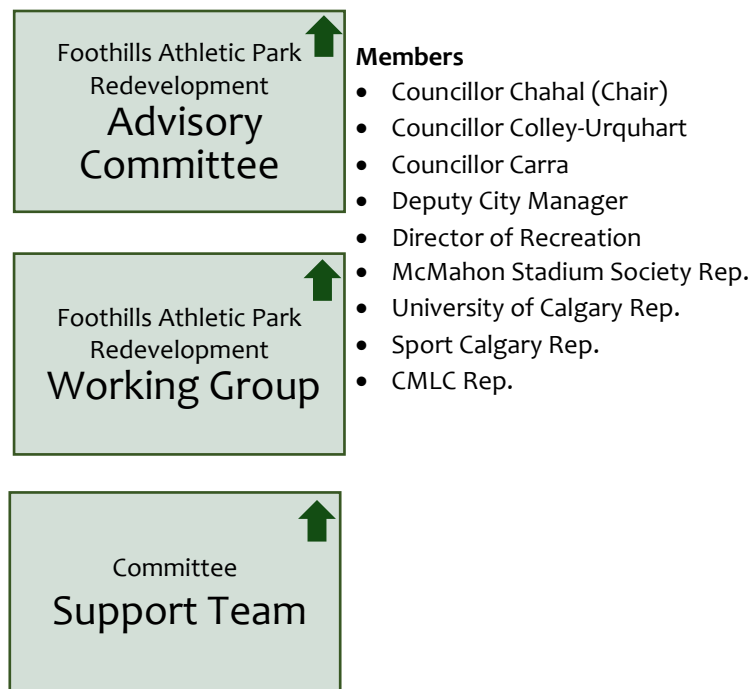 Foothills Athletic Park
Redevelopment
Advisory
Committee
Members
• Councillor Chahal (Chair)
• Councillor Colley-Urquhart
• Councillor Carra
• Deputy City Manager
• Director of Recreation
• McMahon Stadium Society Rep.
• University of Calgary Rep.
• Sport Calgary Rep.
• CMLC Rep.
Foothills Athletic Park
Redevelopment
Working Group
Committee
Support Team